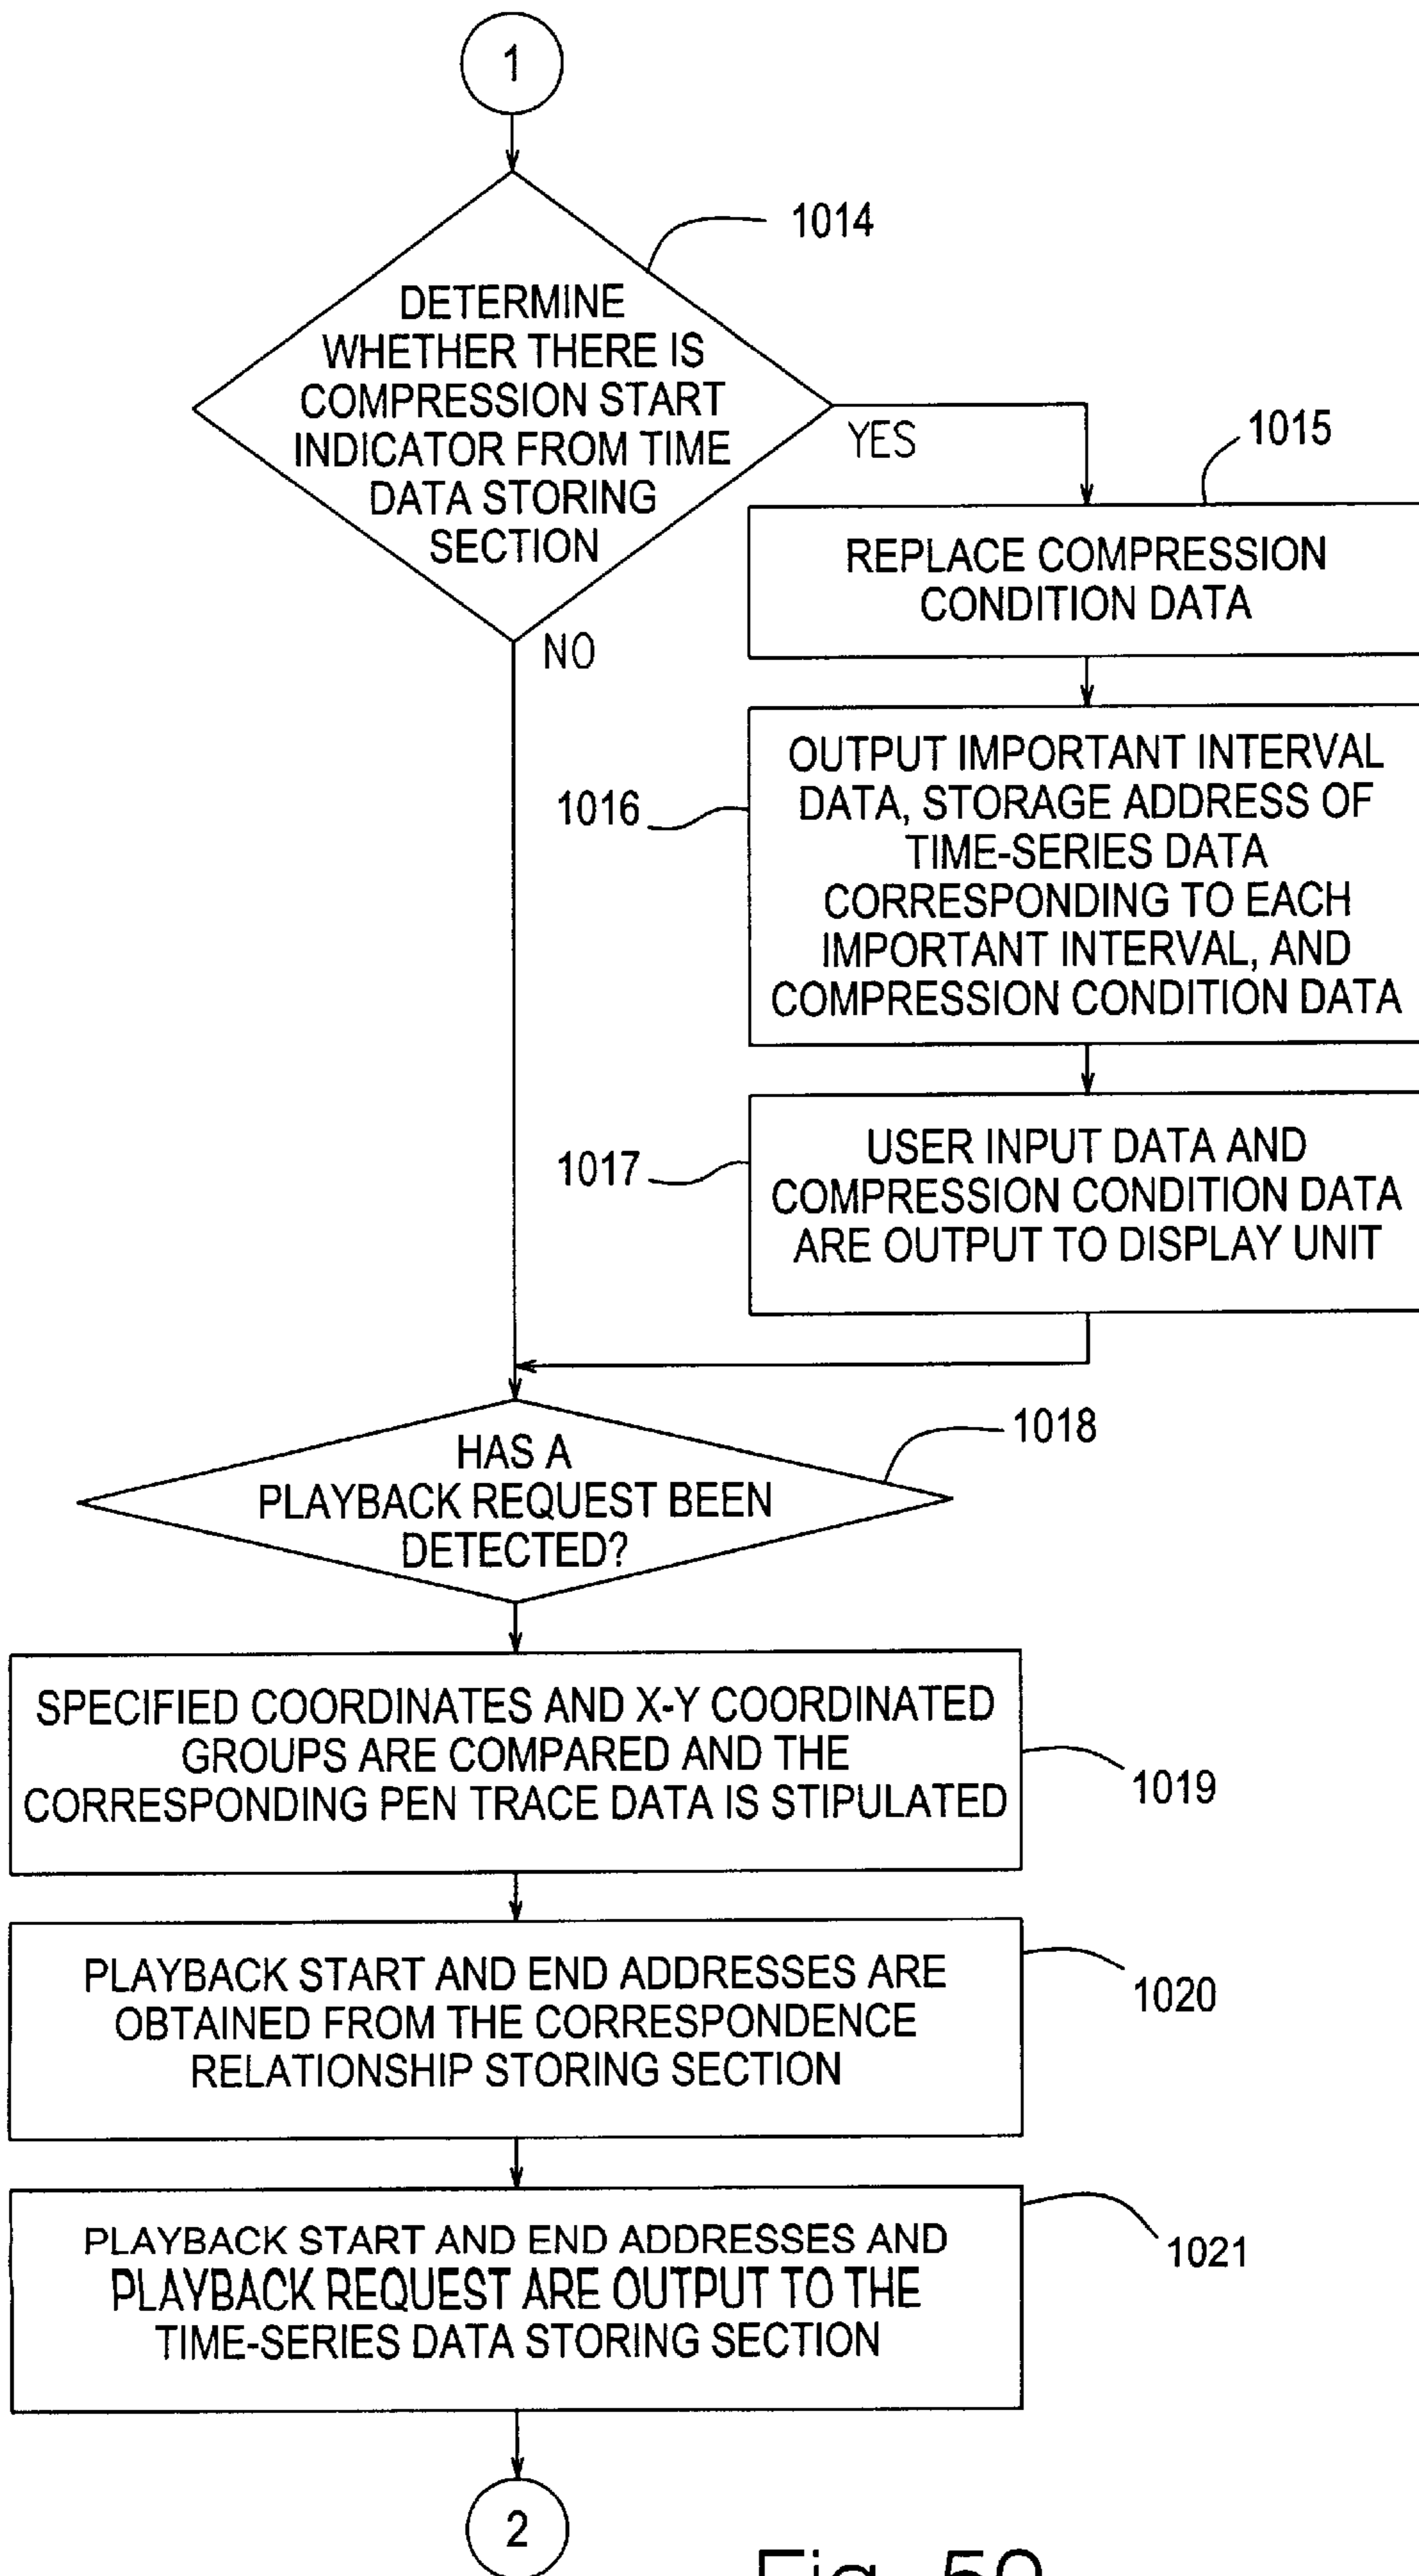 1
1014
DETERMINE
WHETHER THERE IS
COMPRESSION START
INDICATOR FROM TIME
DATA STORING
SECTION
YES
NO
1015
REPLACE COMPRESSION
CONDITION DATA
1016
OUTPUT IMPORTANT INTERVAL
DATA, STORAGE ADDRESS OF
TIME-SERIES DATA
CORRESPONDING TO EACH
IMPORTANT INTERVAL, AND
COMPRESSION CONDITION DATA
1017
USER INPUT DATA AND
COMPRESSION CONDITION DATA
ARE OUTPUT TO DISPLAY UNIT
1018
HAS A
PLAYBACK REQUEST BEEN
DETECTED?
SPECIFIED COORDINATES AND X-Y COORDINATED
GROUPS ARE COMPARED AND THE
CORRESPONDING PEN TRACE DATA IS STIPULATED
1019
PLAYBACK START AND END ADDRESSES ARE
OBTAINED FROM THE CORRESPONDENCE
RELATIONSHIP STORING SECTION
1020
PLAYBACK START AND END ADDRESSES AND
PLAYBACK REQUEST ARE OUTPUT TO THE
TIME-SERIES DATA STORING SECTION
1021
2
Fig. 50